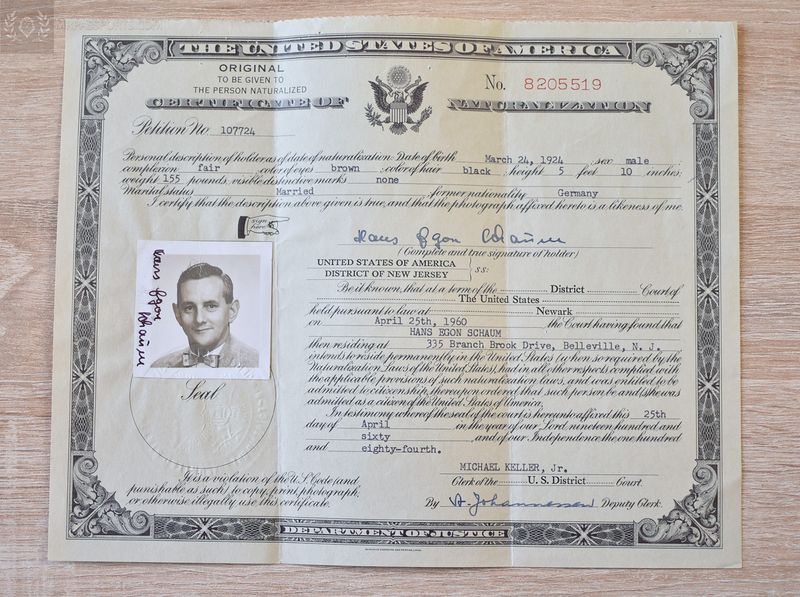 THE UNITED STATES OF AMERICA
ORIGINAL
TO BE GIVEN TO
THE PERSON NATURALIZED
No. 8205519
CERTIFICATE OF NATURALIZATION
Petition No. 107724
Personal description of holder as of date of naturalization: Date of birth March 24, 1924 sex male
complexion fair color of eyes brown color of hair black height 5 feet 10 inches;
weight 155 pounds; visible distinctive marks none
Marital status Married former nationality Germany
I certify that the description above given is true, and that the photograph affixed hereto is a likeness of me.
sign here
Hans Egon Schaum
(Complete and true signature of holder)
UNITED STATES OF AMERICA
DISTRICT OF NEW JERSEY
ss:
Be it known, that at a term of the District Court of
The United States
held pursuant to law at Newark
on April 25th, 1960 the Court having found that
HANS EGON SCHAUM
then residing at 335 Branch Brook Drive, Belleville, N. J.
intends to reside permanently in the United States (when so required by the
Naturalization Laws of the United States), had in all other respects complied with
the applicable provisions of such naturalization laws, and was entitled to be
admitted to citizenship, thereupon ordered that such person be and (s)he was
admitted as a citizen of the United States of America.
In testimony whereof the seal of the court is hereunto affixed this 25th
day of April in the year of our Lord nineteen hundred and
sixty and of our Independence the one hundred
and eighty-fourth.
Hans Egon Schaum
Seal
It is a violation of the U.S. Code (and
punishable as such) to copy, print, photograph,
or otherwise illegally use this certificate.
MICHAEL KELLER, Jr.
Clerk of the U. S. District Court.
By A. Johannessen Deputy Clerk.
DEPARTMENT OF JUSTICE